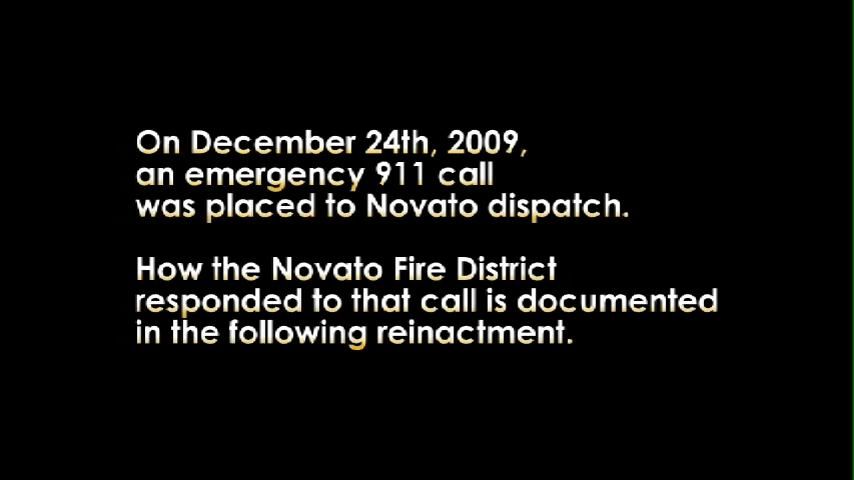 On December 24th, 2009,
an emergency 911 call
was placed to Novato dispatch.
How the Novato Fire District
responded to that call is documented
in the following reinactment.